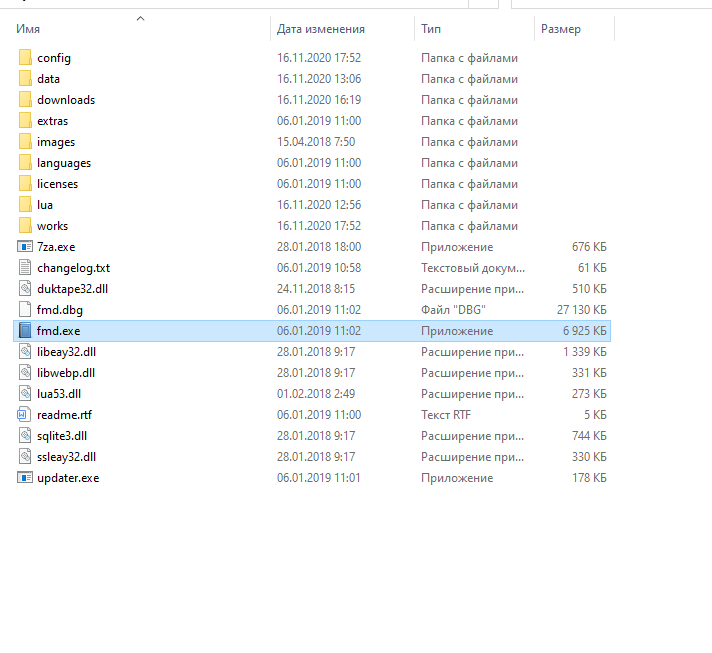 Имя Дата изменения Тип Размер
config 16.11.2020 17:52 Папка с файлами
data 16.11.2020 13:06 Папка с файлами
downloads 16.11.2020 16:19 Папка с файлами
extras 06.01.2019 11:00 Папка с файлами
images 15.04.2018 7:50 Папка с файлами
languages 06.01.2019 11:00 Папка с файлами
licenses 06.01.2019 11:00 Папка с файлами
lua 16.11.2020 12:56 Папка с файлами
works 16.11.2020 17:52 Папка с файлами
7za.exe 28.01.2018 18:00 Приложение 676 КБ
changelog.txt 06.01.2019 10:58 Текстовый докум... 61 КБ
duktape32.dll 24.11.2018 8:15 Расширение при... 510 КБ
fmd.dbg 06.01.2019 11:02 Файл "DBG" 27 130 КБ
fmd.exe 06.01.2019 11:02 Приложение 6 925 КБ
libeay32.dll 28.01.2018 9:17 Расширение при... 1 339 КБ
libwebp.dll 28.01.2018 9:17 Расширение при... 331 КБ
lua53.dll 01.02.2018 2:49 Расширение при... 273 КБ
readme.rtf 06.01.2019 11:00 Текст RTF 5 КБ
sqlite3.dll 28.01.2018 9:17 Расширение при... 744 КБ
ssleay32.dll 28.01.2018 9:17 Расширение при... 330 КБ
updater.exe 06.01.2019 11:01 Приложение 178 КБ